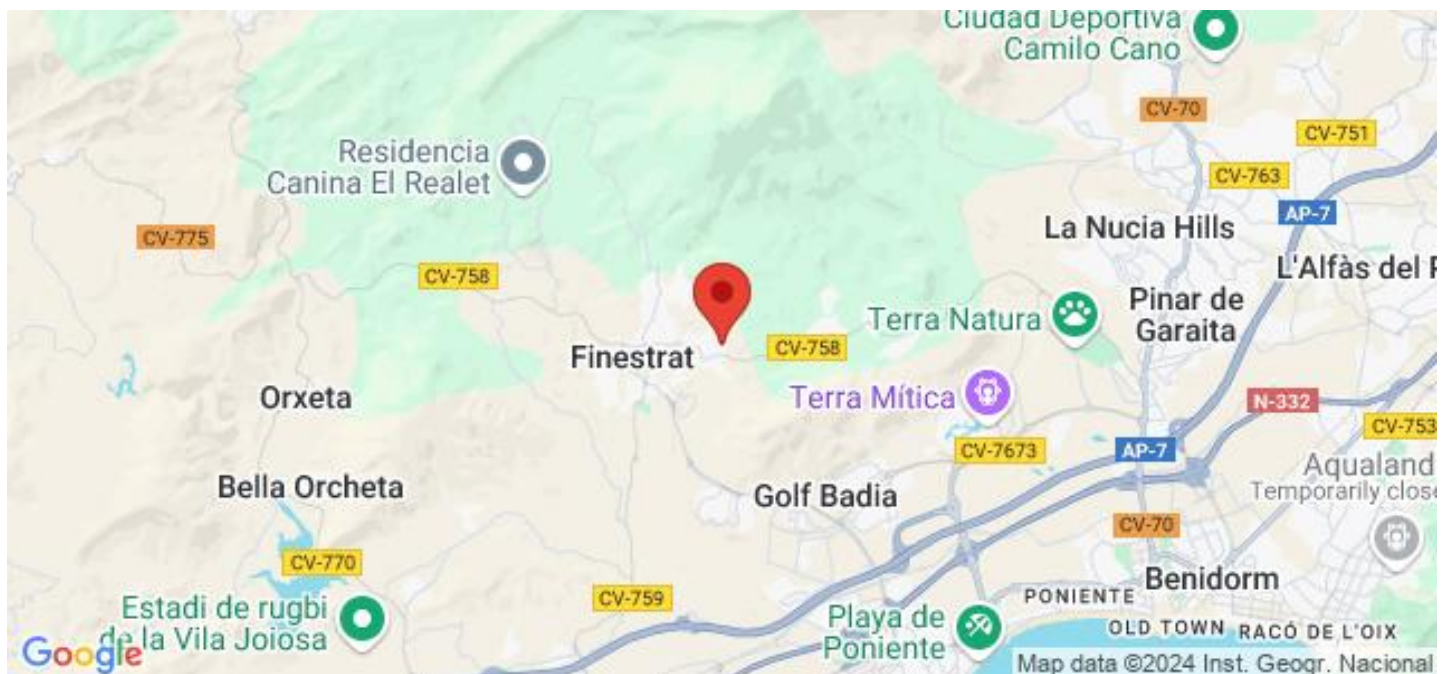 Ciudad Deportiva
Camilo Cano
CV-70
CV-751
Residencia
Canina El Realet
CV-763
AP-7
La Nucia Hills
CV-775
CV-758
L'Alfàs del P
Pinar de
Garaita
Terra Natura
CV-758
Finestrat
Orxeta
Terra Mítica
N-332
CV-753
CV-7673
AP-7
Aqualand
Temporarily close
Bella Orcheta
Golf Badia
CV-70
CV-770
Benidorm
CV-759
PONIENTE
Estadi de rugbi
de la Vila Joiosa
Playa de
Poniente
OLD TOWN
RACÓ DE L'OIX
Google
Map data ©2024 Inst. Geogr. Nacional